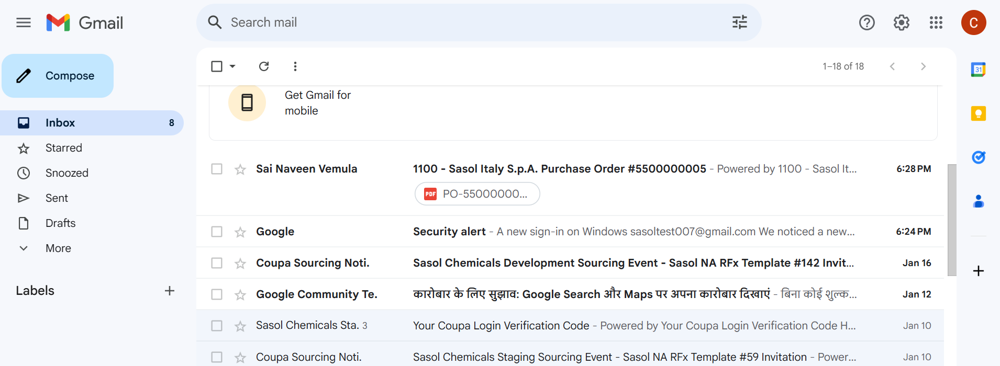 Gmail
Search mail
C
Compose
1–18 of 18
31
Get Gmail for
mobile
Inbox 8
Starred
Snoozed
Sent
Drafts
More
Labels
Sai Naveen Vemula 1100 - Sasol Italy S.p.A. Purchase Order #5500000005 - Powered by 1100 - Sasol It... 6:28 PM
PDF PO-55000000...
Google Security alert - A new sign-in on Windows sasoltest007@gmail.com We noticed a new... 6:24 PM
Coupa Sourcing Noti. Sasol Chemicals Development Sourcing Event - Sasol NA RFx Template #142 Invit... Jan 16
Google Community Te. कारोबार के लिए सुझाव: Google Search और Maps पर अपना कारोबार दिखाएं - बिना कोई शुल्क... Jan 12
Sasol Chemicals Sta. 3 Your Coupa Login Verification Code - Powered by Your Coupa Login Verification Code H... Jan 10
Coupa Sourcing Noti. Sasol Chemicals Staging Sourcing Event - Sasol NA RFx Template #59 Invitation - Power... Jan 10